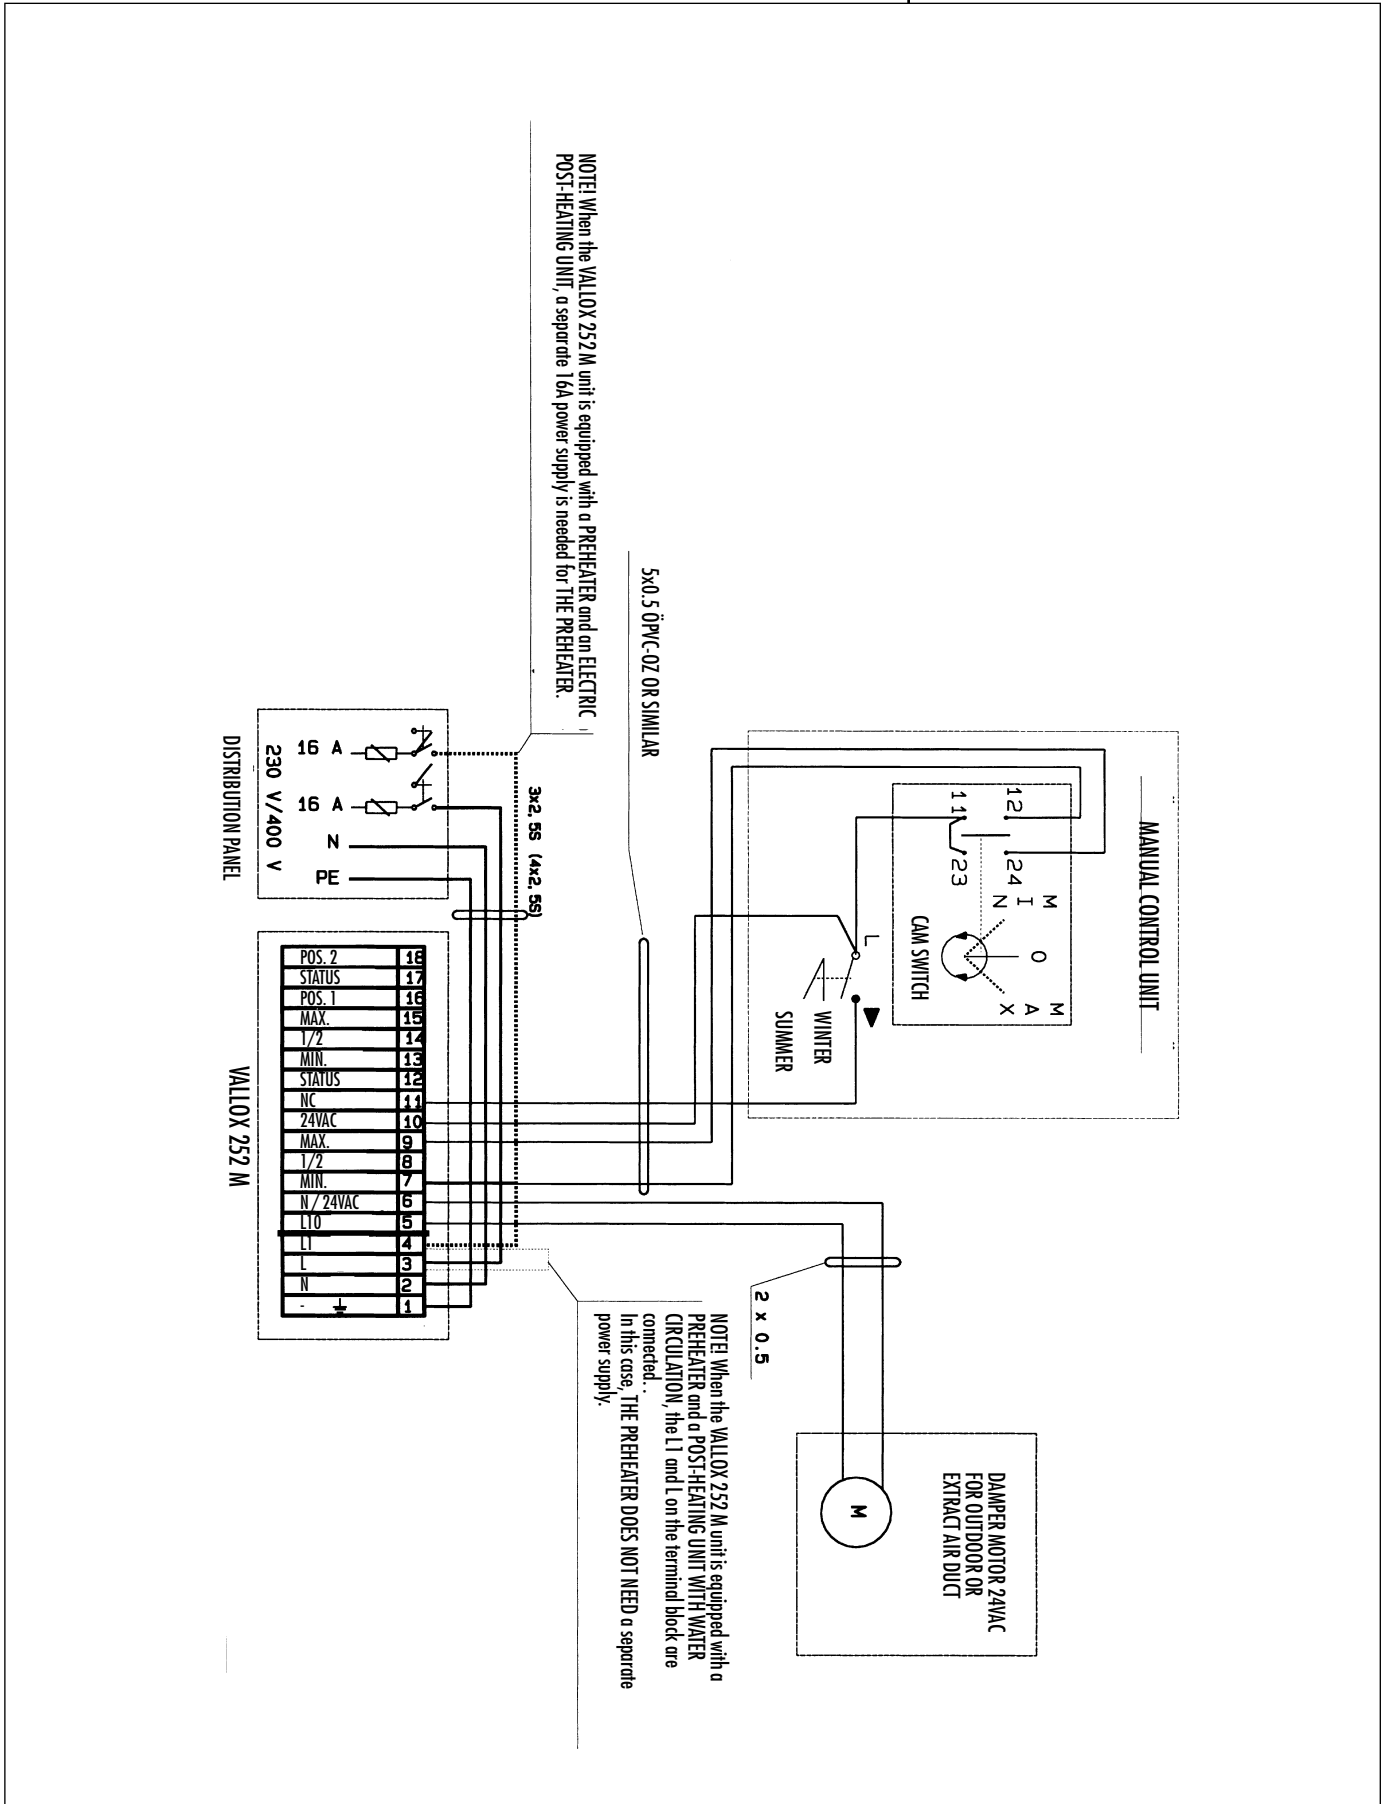 MANUAL CONTROL UNIT
MIN
0
MAX
12
24
11
23
CAM SWITCH
L
WINTER
SUMMER
DAMPER MOTOR 24VAC
FOR OUTDOOR OR
EXTRACT AIR DUCT
M
2 x 0.5
5x0.5 ÖPVC-OZ OR SIMILAR
NOTE! When the VALLOX 252 M unit is equipped with a PREHEATER and an ELECTRIC
POST-HEATING UNIT, a separate 16A power supply is needed for THE PREHEATER.
NOTE! When the VALLOX 252 M unit is equipped with a
PREHEATER and a POST-HEATING UNIT WITH WATER
CIRCULATION, the L1 and L on the terminal block are
connected. .
In this case, THE PREHEATER DOES NOT NEED a separate
power supply.
3x2,5S (4x2,5S)
16 A
16 A
N
PE
230 V/400 V
DISTRIBUTION PANEL
POS. 2 18
STATUS 17
POS. 1 16
MAX. 15
1/2 14
MIN. 13
STATUS 12
NC 11
24VAC 10
MAX. 9
1/2 8
MIN. 7
N / 24VAC 6
L10 5
L1 4
L 3
N 2
1
VALLOX 252 M